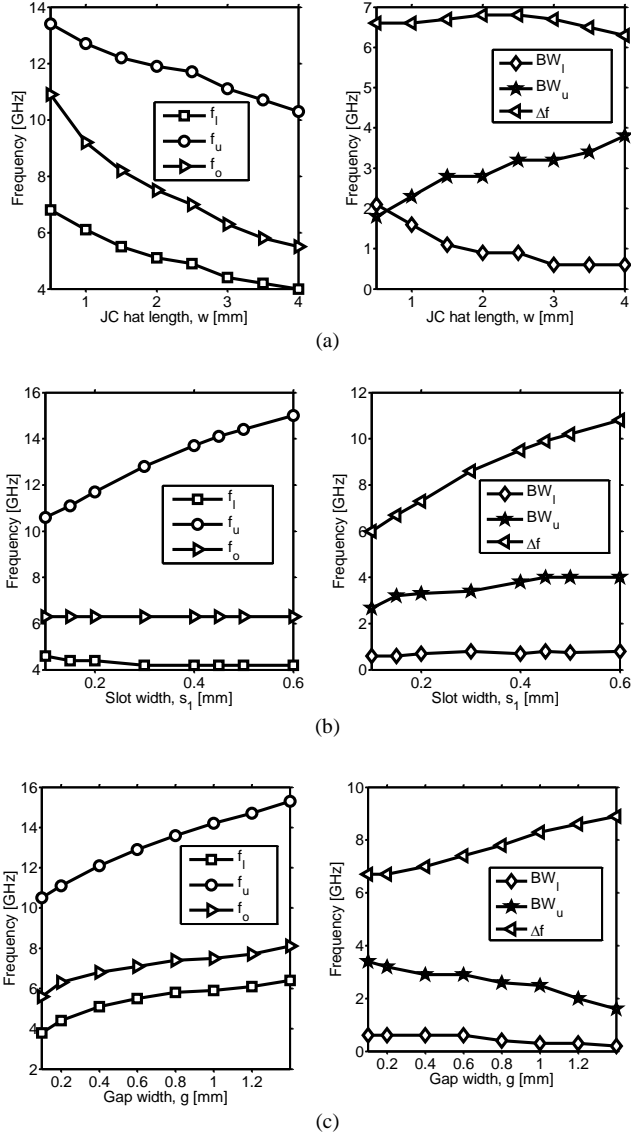 14
12
10
8
6
4
Frequency [GHz]
f_l
f_u
f_o
1 2 3 4
JC hat length, w [mm]
7
6
5
4
3
2
1
0
Frequency [GHz]
BW_l
BW_u
Δf
1 2 3 4
JC hat length, w [mm]
(a)
16
14
12
10
8
6
4
Frequency [GHz]
f_l
f_u
f_o
0.2 0.4 0.6
Slot width, s_1 [mm]
12
10
8
6
4
2
0
Frequency [GHz]
BW_l
BW_u
Δf
0.2 0.4 0.6
Slot width, s_1 [mm]
(b)
16
14
12
10
8
6
4
2
Frequency [GHz]
f_l
f_u
f_o
0.2 0.4 0.6 0.8 1 1.2
Gap width, g [mm]
10
8
6
4
2
0
Frequency [GHz]
BW_l
BW_u
Δf
0.2 0.4 0.6 0.8 1 1.2
Gap width, g [mm]
(c)